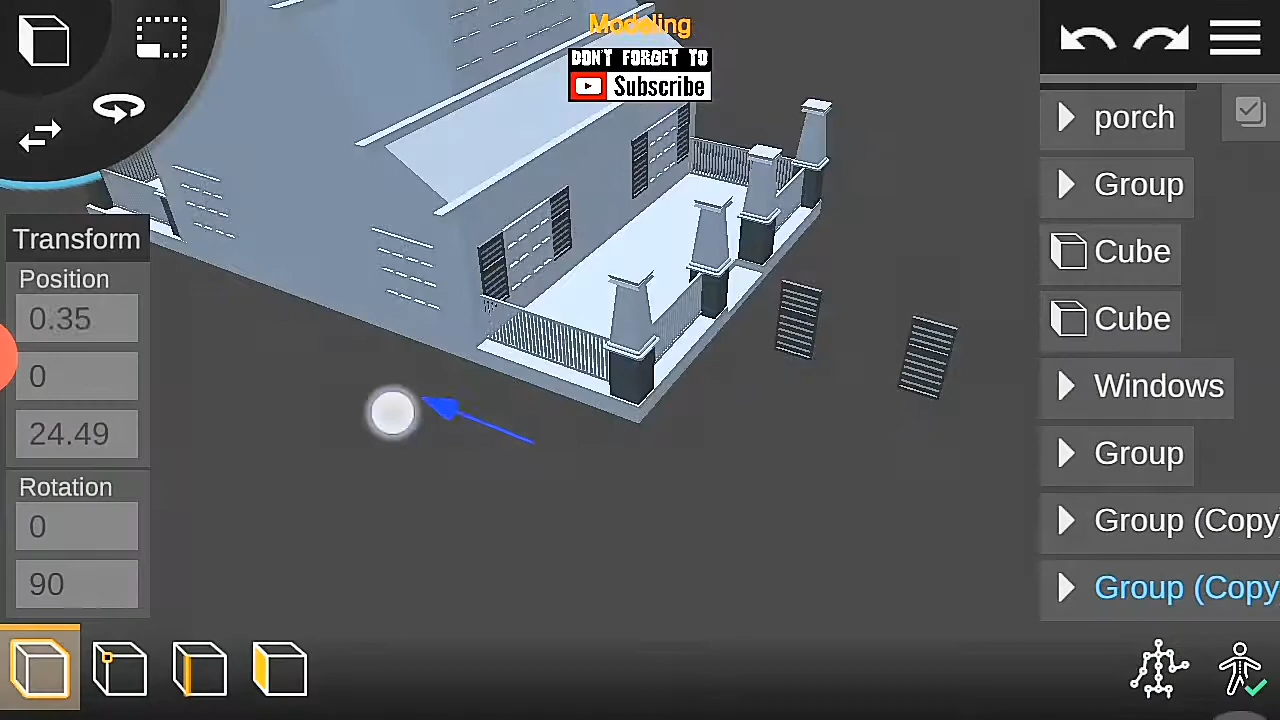 Modeling
DON'T FORGET TO
Subscribe
porch
Group
Cube
Cube
Windows
Group
Group (Copy
Group (Copy
Transform
Position
0.35
0
24.49
Rotation
0
90